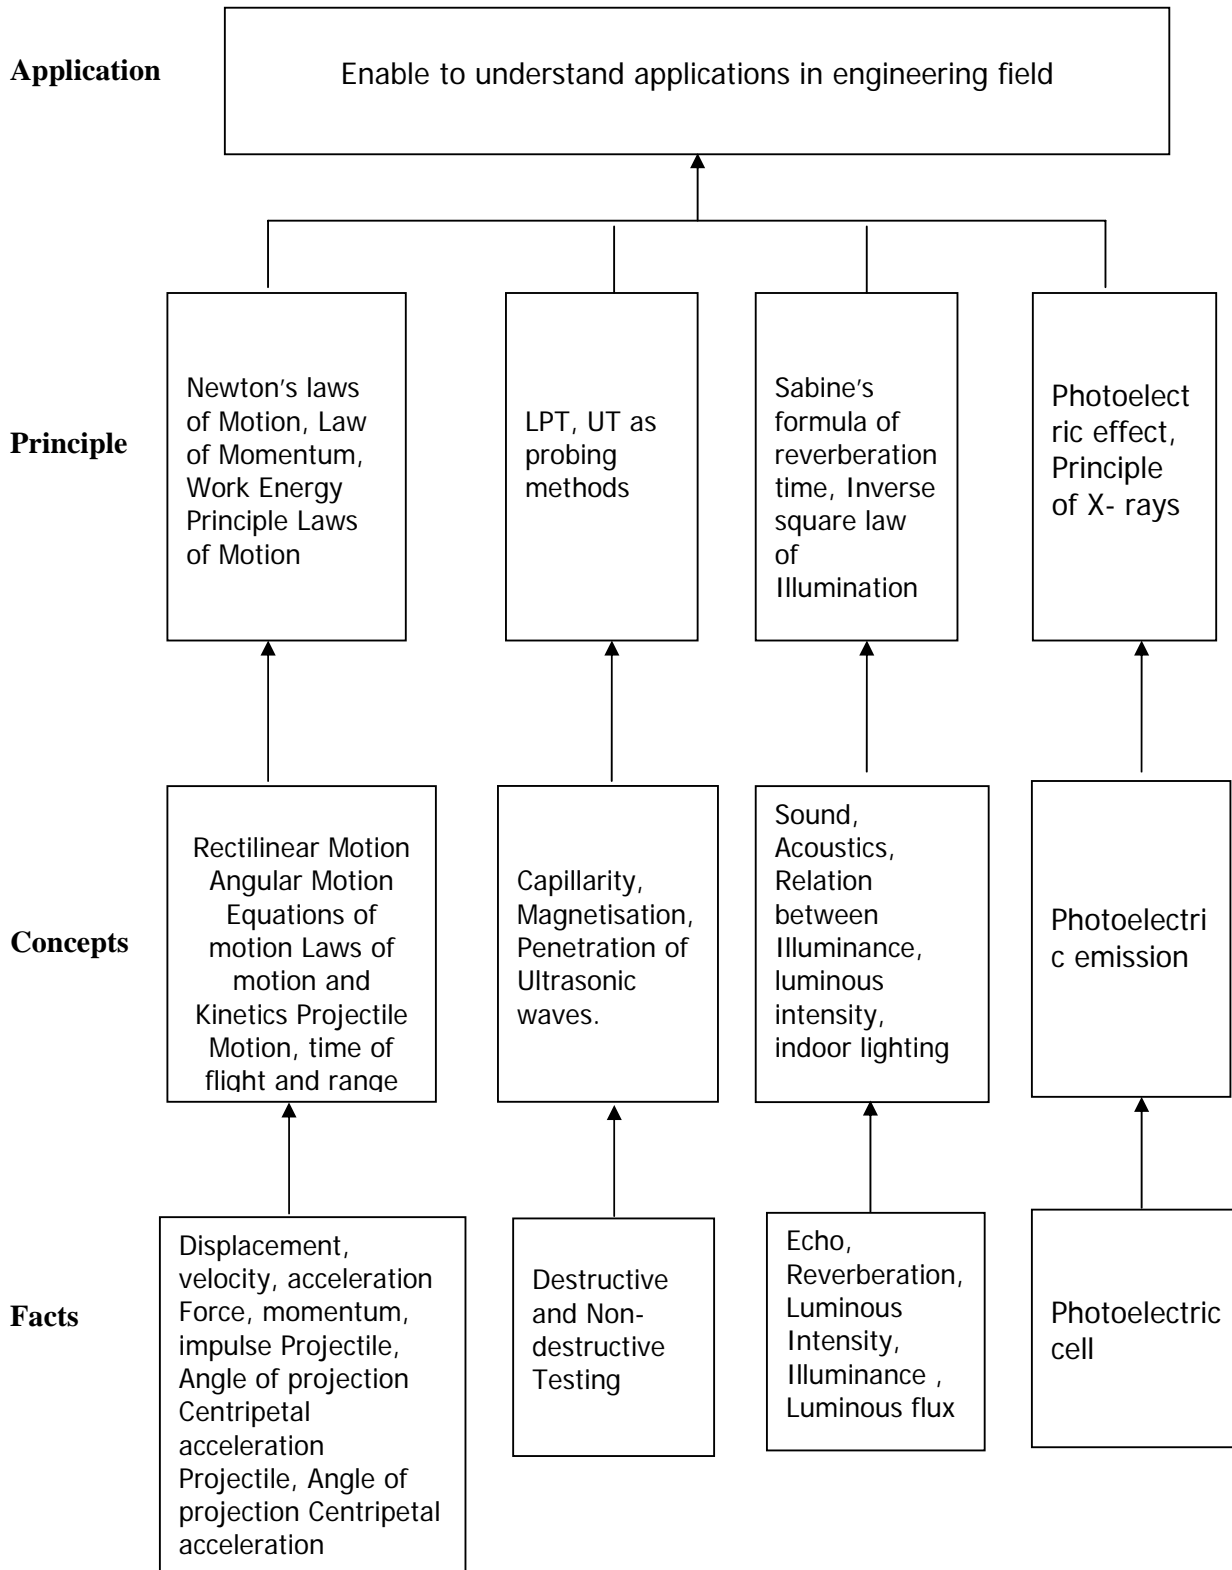 Application
Enable to understand applications in engineering field
Principle
Newton's laws
of Motion, Law
of Momentum,
Work Energy
Principle Laws
of Motion
LPT, UT as
probing
methods
Sabine's
formula of
reverberation
time, Inverse
square law
of
Illumination
Photoelect
ric effect,
Principle
of X- rays
Concepts
Rectilinear Motion
Angular Motion
Equations of
motion Laws of
motion and
Kinetics Projectile
Motion, time of
flight and range
Capillarity,
Magnetisation,
Penetration of
Ultrasonic
waves.
Sound,
Acoustics,
Relation
between
Illuminance,
luminous
intensity,
indoor lighting
Photoelectri
c emission
Facts
Displacement,
velocity, acceleration
Force, momentum,
impulse Projectile,
Angle of projection
Centripetal
acceleration
Projectile, Angle of
projection Centripetal
acceleration
Destructive
and Non-
destructive
Testing
Echo,
Reverberation,
Luminous
Intensity,
Illuminance ,
Luminous flux
Photoelectric
cell